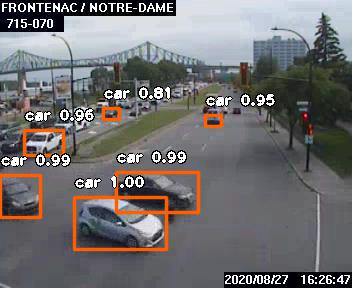 FRONTENAC / NOTRE-DAME
715-070
car 0.81
car 0.95
car 0.96
car 0.99
car 0.99
car 1.00
2020/08/27 16:26:47